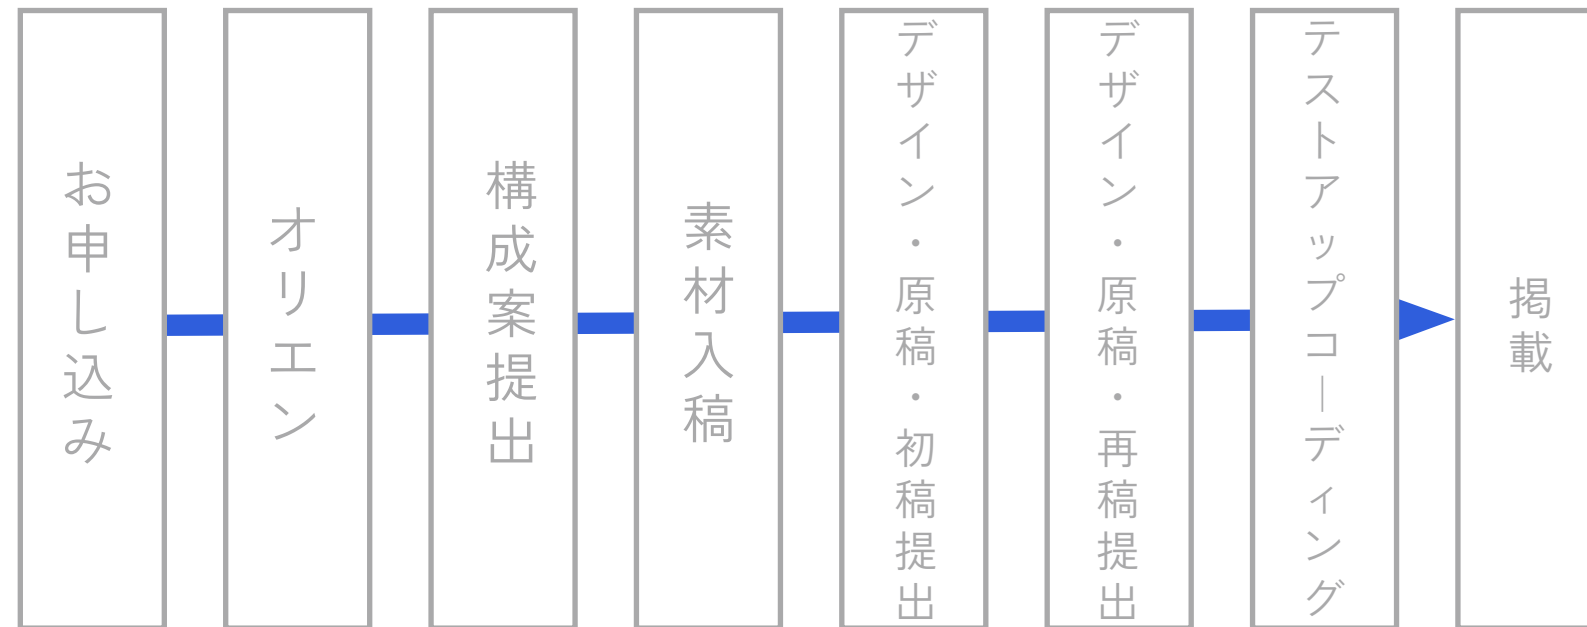 お申し込み
オリエン
構成案提出
素材入稿
デザイン・原稿・初稿提出
デザイン・原稿・再稿提出
テストアップコーディング
掲載